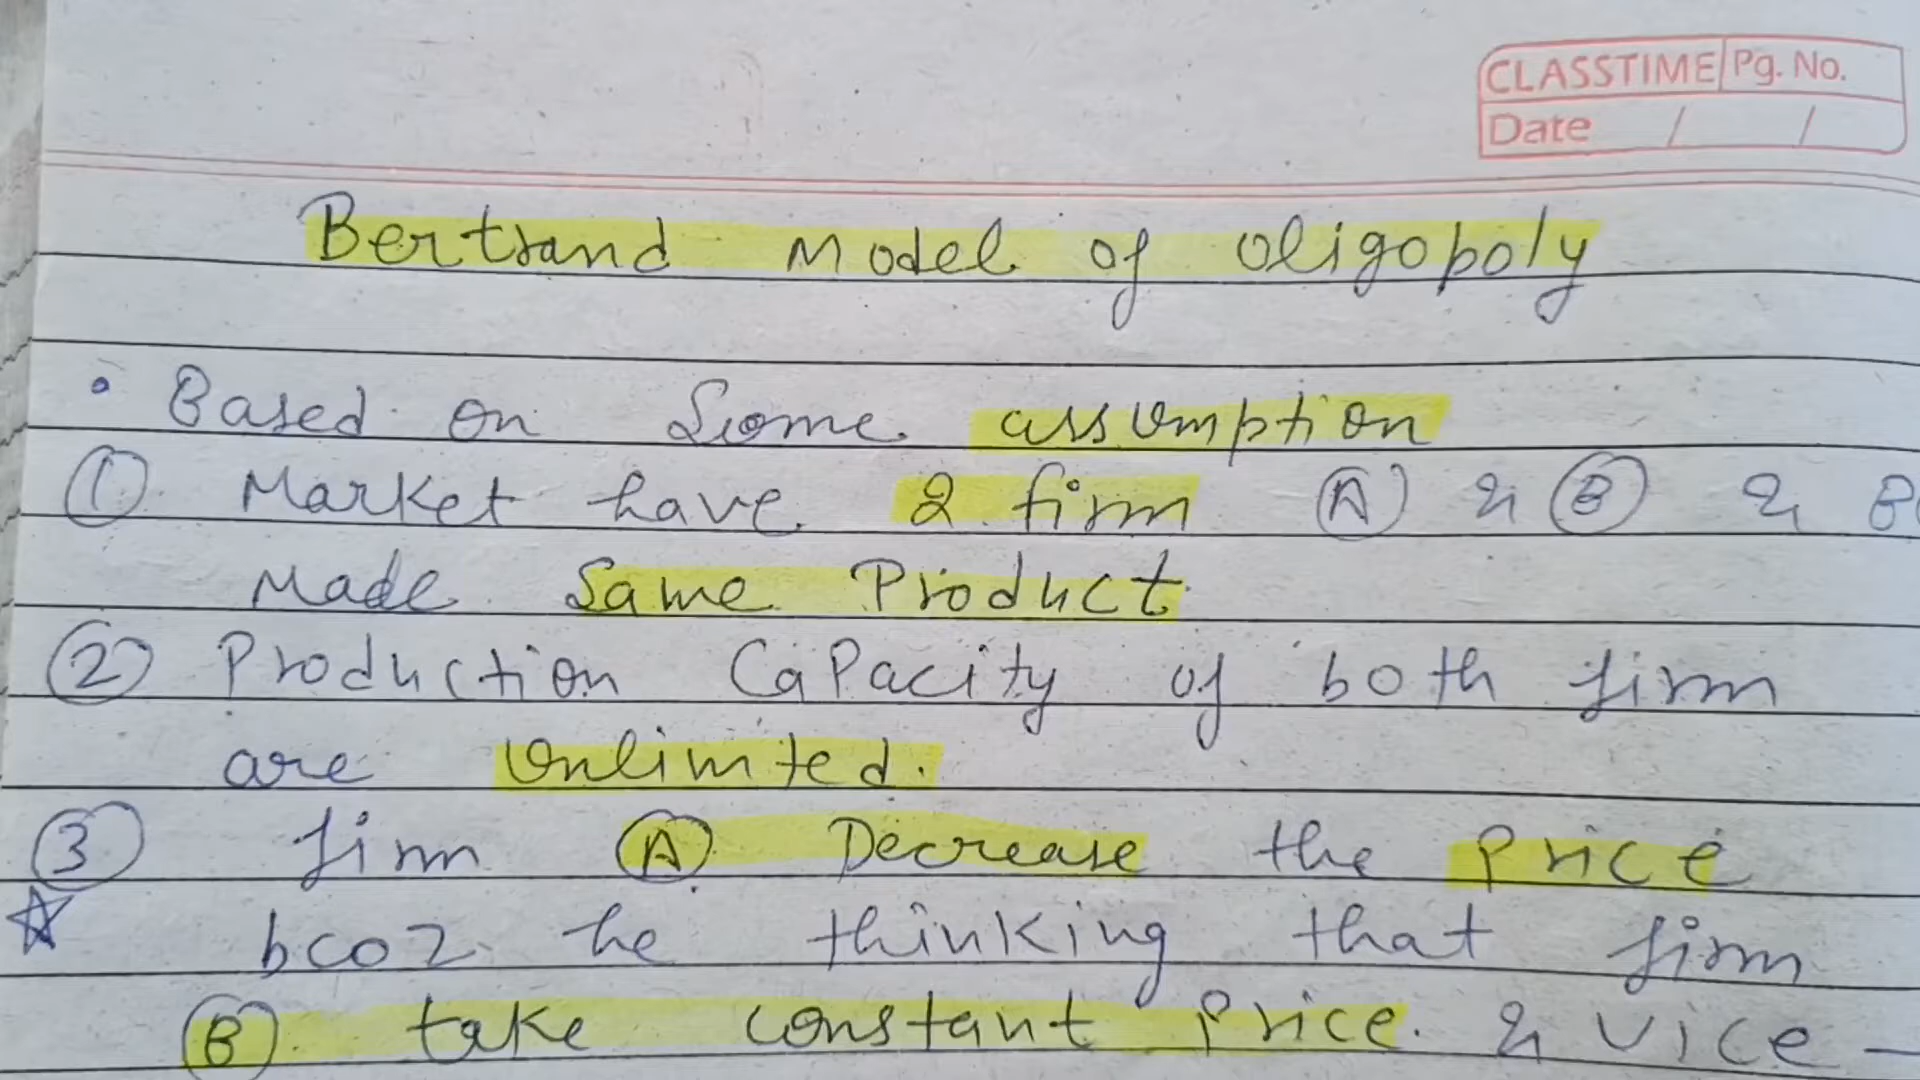 CLASSTIME Pg. No.
Date / /
Bertrand Model of oligopoly
• Based on Some assumption
① Market have 2 firm Ⓐ & Ⓑ &
Made Same Product
② Production Capacity of both firm
are Unlimited.
③ firm Ⓐ Decrease the Price
☆ bcoz he thinking that firm
Ⓑ take constant Price. & vice –